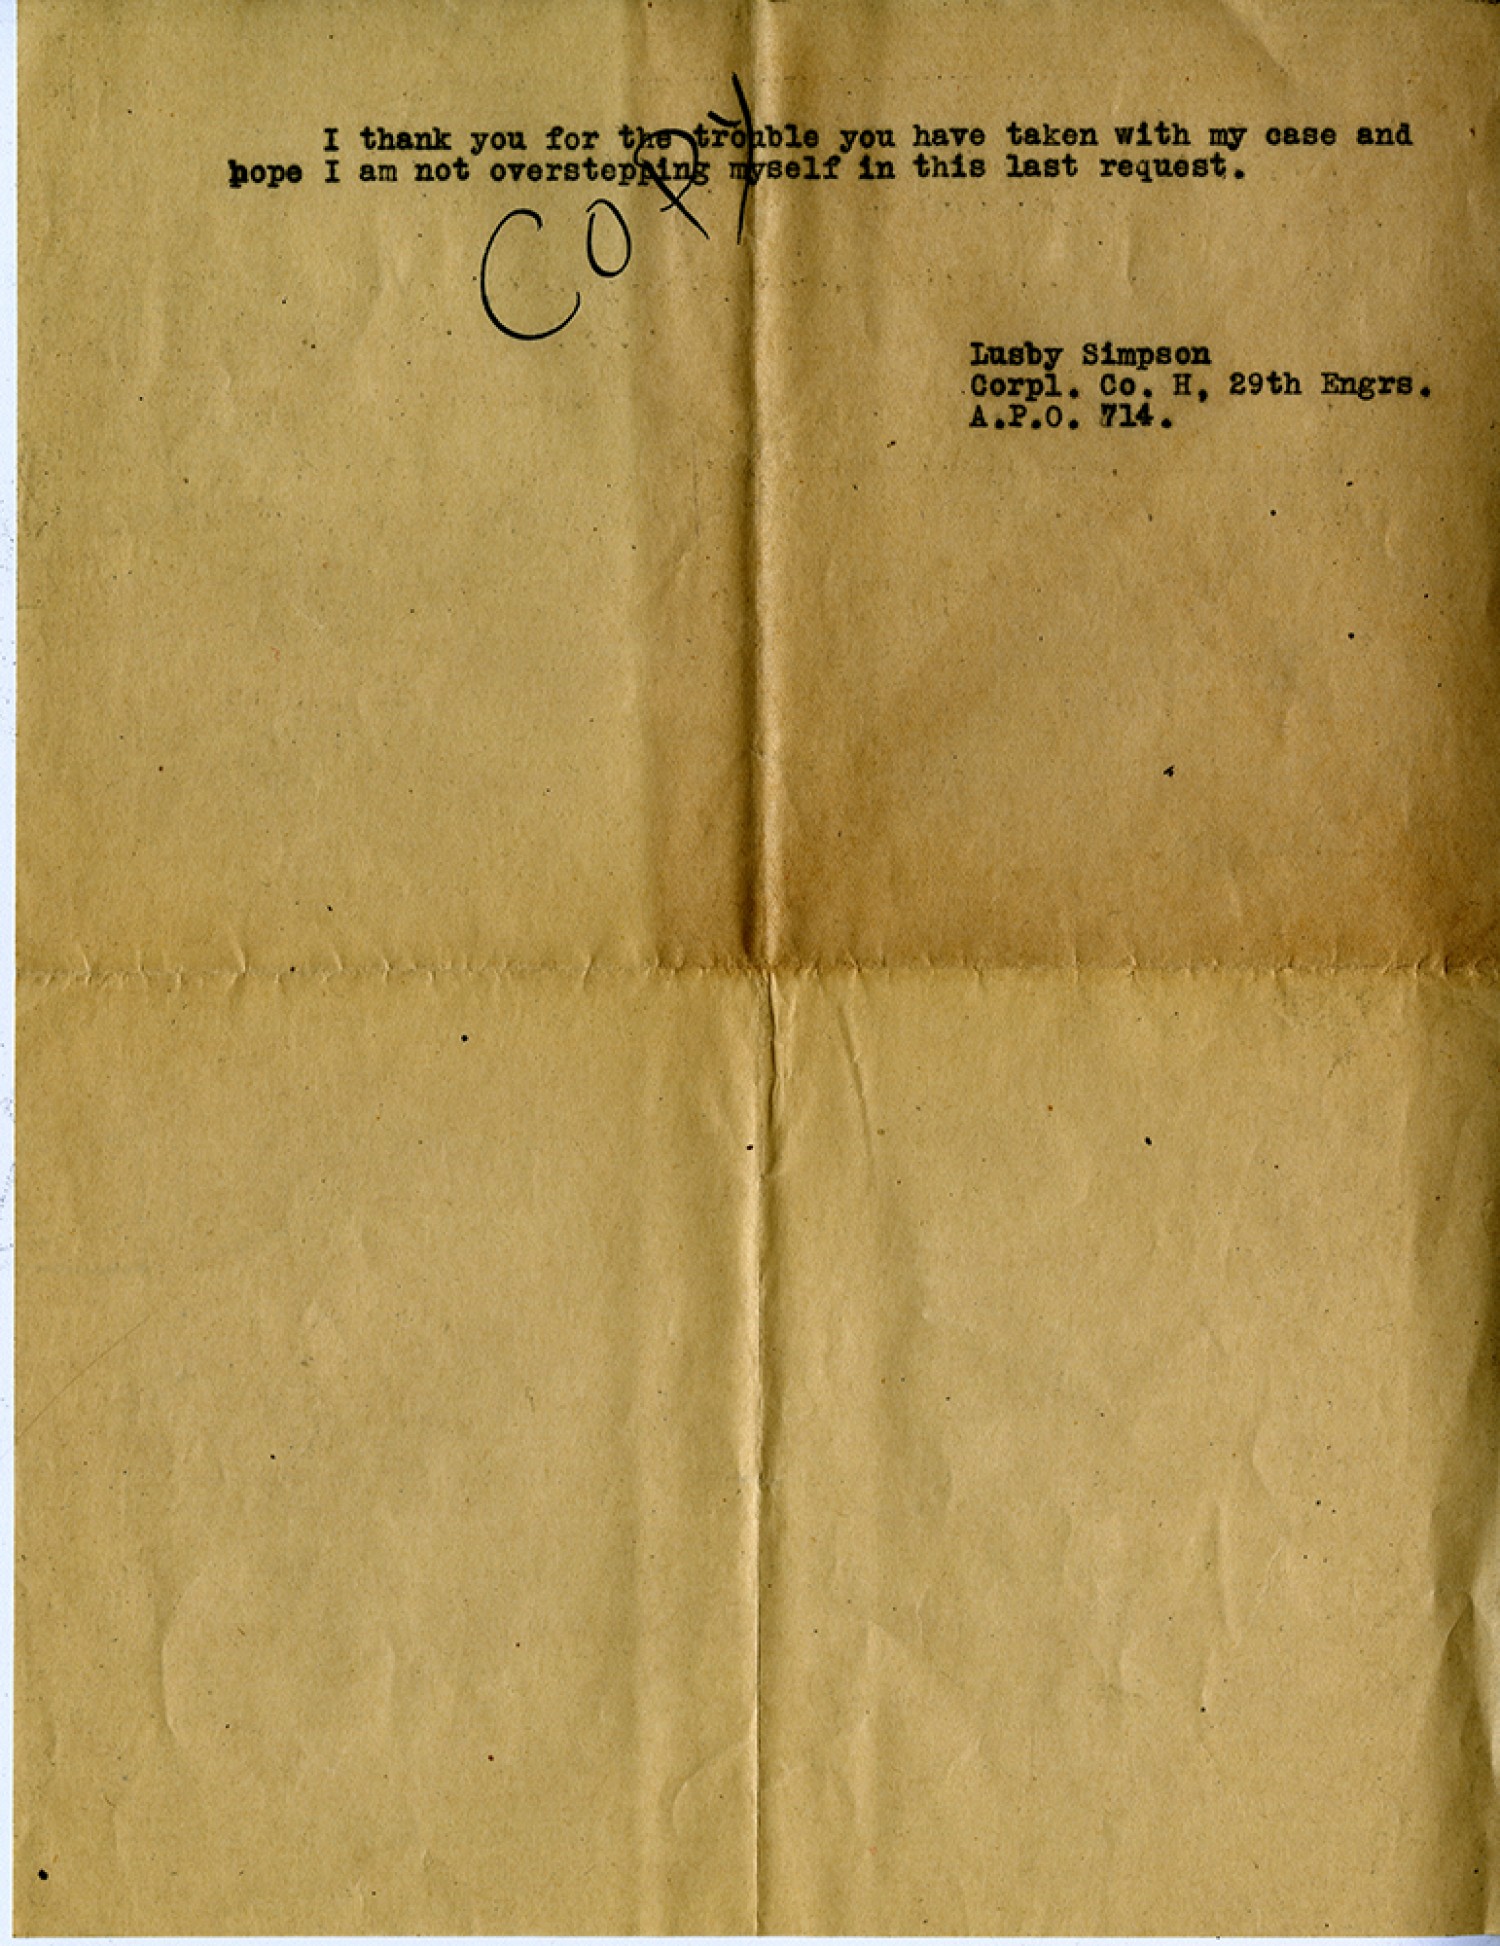 I thank you for the trouble you have taken with my case and
hope I am not overstepping myself in this last request.
COPY
Lusby Simpson
Corpl. Co. H, 29th Engrs.
A.P.O. 714.